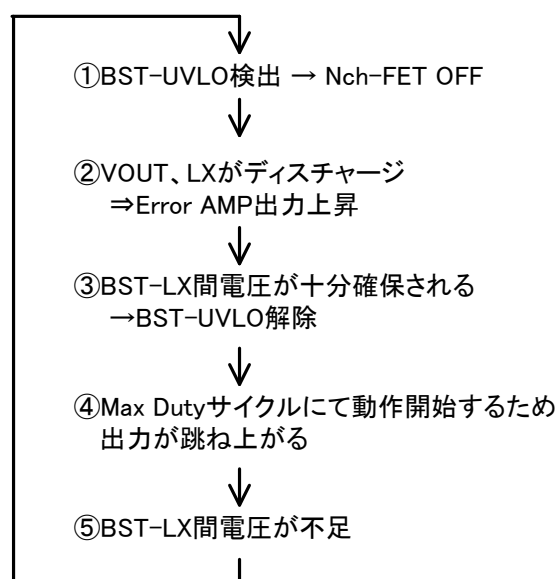 ①BST-UVLO検出 → Nch-FET OFF
②VOUT、LXがディスチャージ
⇒Error AMP出力上昇
③BST-LX間電圧が十分確保される
→BST-UVLO解除
④Max Dutyサイクルにて動作開始するため
出力が跳ね上がる
⑤BST-LX間電圧が不足